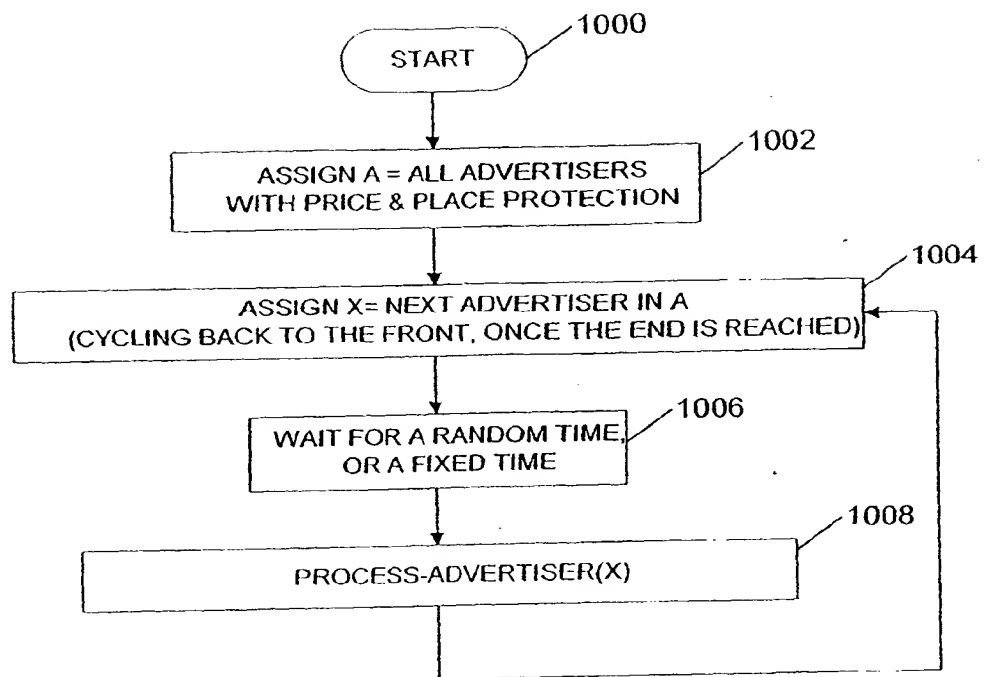 1000
START
1002
ASSIGN A = ALL ADVERTISERS
WITH PRICE & PLACE PROTECTION
1004
ASSIGN X= NEXT ADVERTISER IN A
(CYCLING BACK TO THE FRONT, ONCE THE END IS REACHED)
1006
WAIT FOR A RANDOM TIME,
OR A FIXED TIME
1008
PROCESS-ADVERTISER(X)